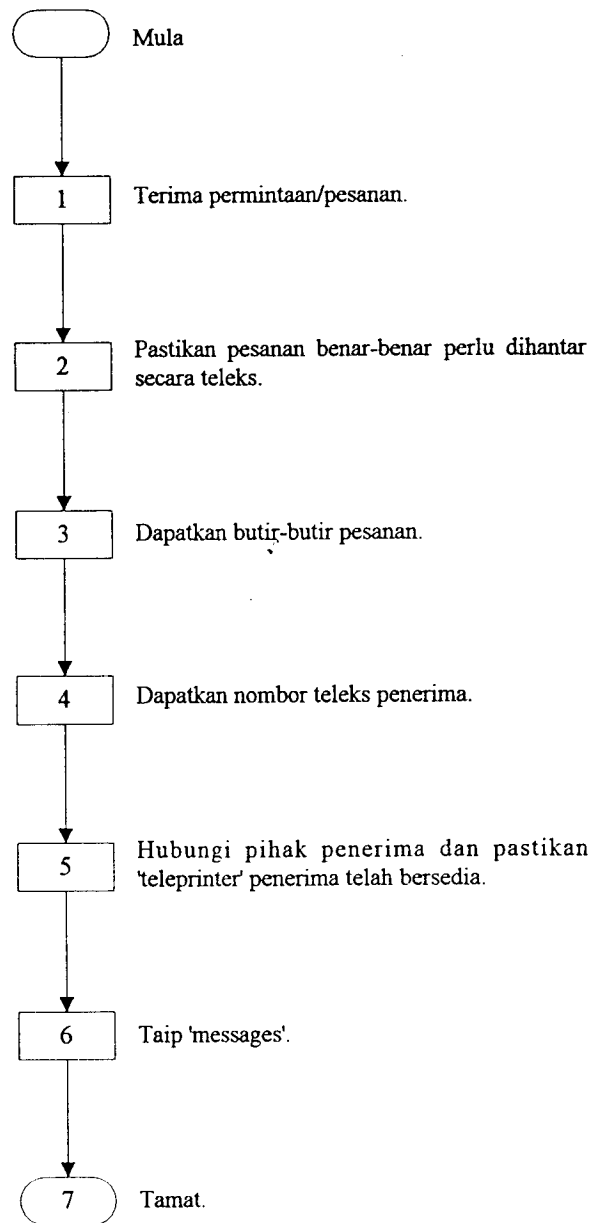 Mula
1 Terima permintaan/pesanan.
2 Pastikan pesanan benar-benar perlu dihantar
secara teleks.
3 Dapatkan butir-butir pesanan.
4 Dapatkan nombor teleks penerima.
5 Hubungi pihak penerima dan pastikan
'teleprinter' penerima telah bersedia.
6 Taip 'messages'.
7 Tamat.